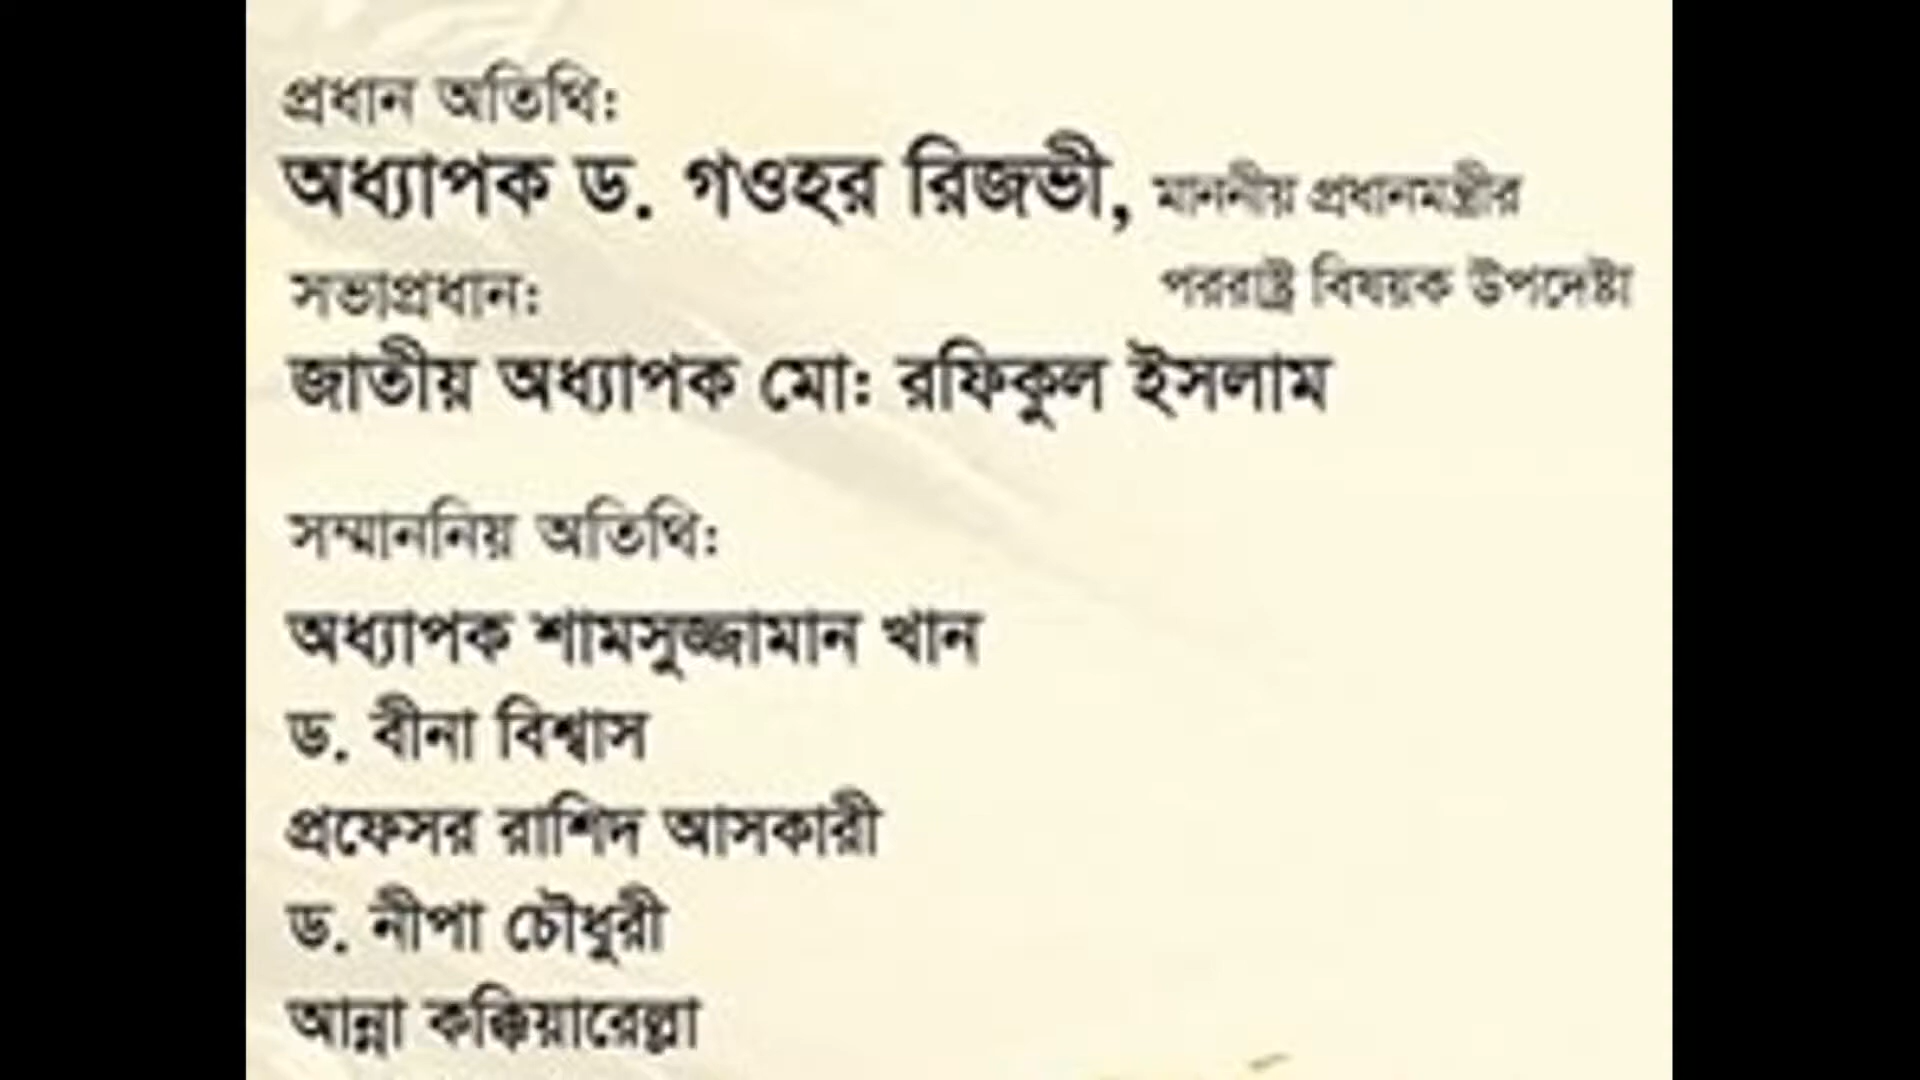 প্রধান অতিথি:
অধ্যাপক ড. গওহর রিজভী, মাননীয় প্রধানমন্ত্রীর
পররাষ্ট্র বিষয়ক উপদেষ্টা
সভাপ্রধান:
জাতীয় অধ্যাপক মো: রফিকুল ইসলাম
সম্মাননিয় অতিথি:
অধ্যাপক শামসুজ্জামান খান
ড. বীনা বিশ্বাস
প্রফেসর রাশিদ আসকারী
ড. নীপা চৌধুরী
আন্না কক্কিয়ারেল্লা